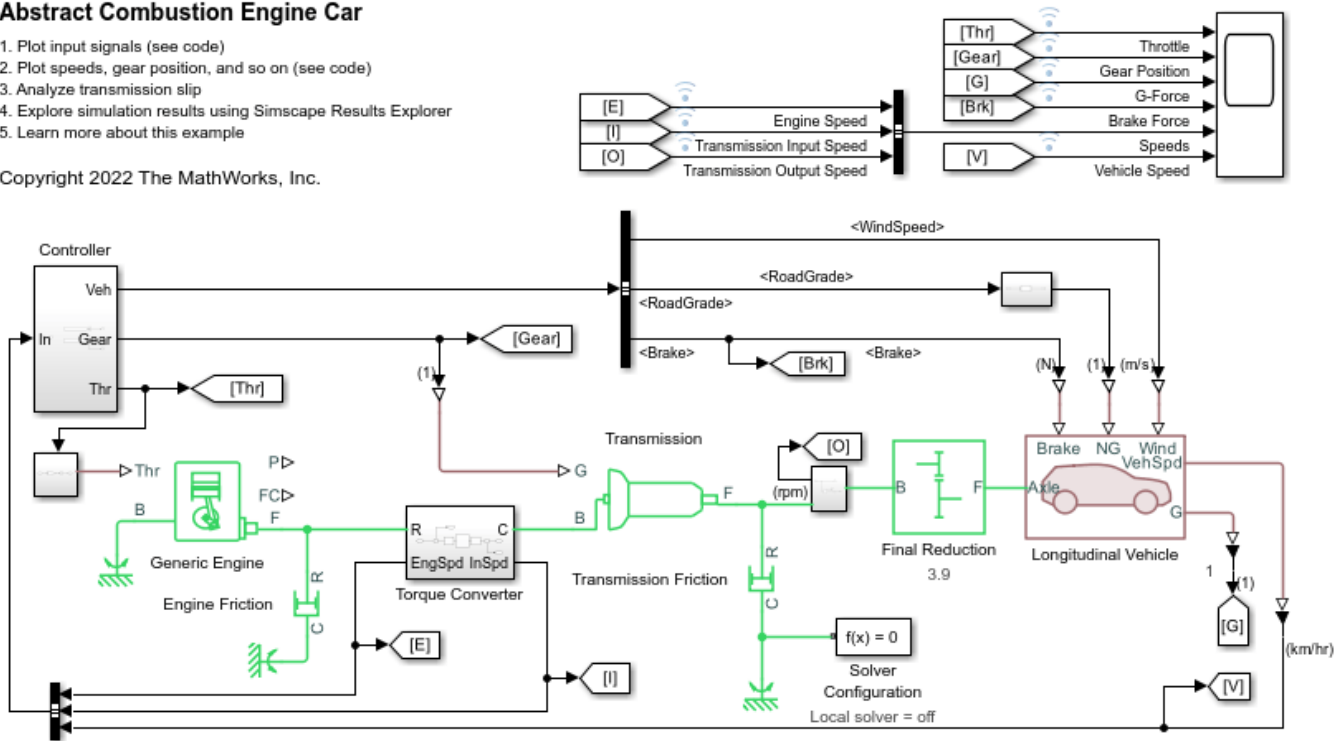 Abstract Combustion Engine Car
1. Plot input signals (see code)
2. Plot speeds, gear position, and so on (see code)
3. Analyze transmission slip
4. Explore simulation results using Simscape Results Explorer
5. Learn more about this example
Copyright 2022 The MathWorks, Inc.
[E]
Engine Speed
[I]
Transmission Input Speed
[O]
Transmission Output Speed
[Thr]
Throttle
[Gear]
Gear Position
[G]
G-Force
[Brk]
Brake Force
Speeds
[V]
Vehicle Speed
Controller
Veh
In
Gear
Thr
[Gear]
[Thr]
(1)
<WindSpeed>
<RoadGrade>
<RoadGrade>
<Brake>
<Brake>
[Brk]
(N)
(1)
(m/s)
Thr
P
FC
B
F
Generic Engine
R
Engine Friction
C
R
C
EngSpd InSpd
Torque Converter
[E]
[I]
Transmission
G
B
F
[O]
(rpm)
R
Transmission Friction
C
f(x) = 0
Solver
Configuration
Local solver = off
B
F
Final Reduction
3.9
Brake NG Wind
VehSpd
Axle
G
Longitudinal Vehicle
1
(1)
[G]
(km/hr)
[V]